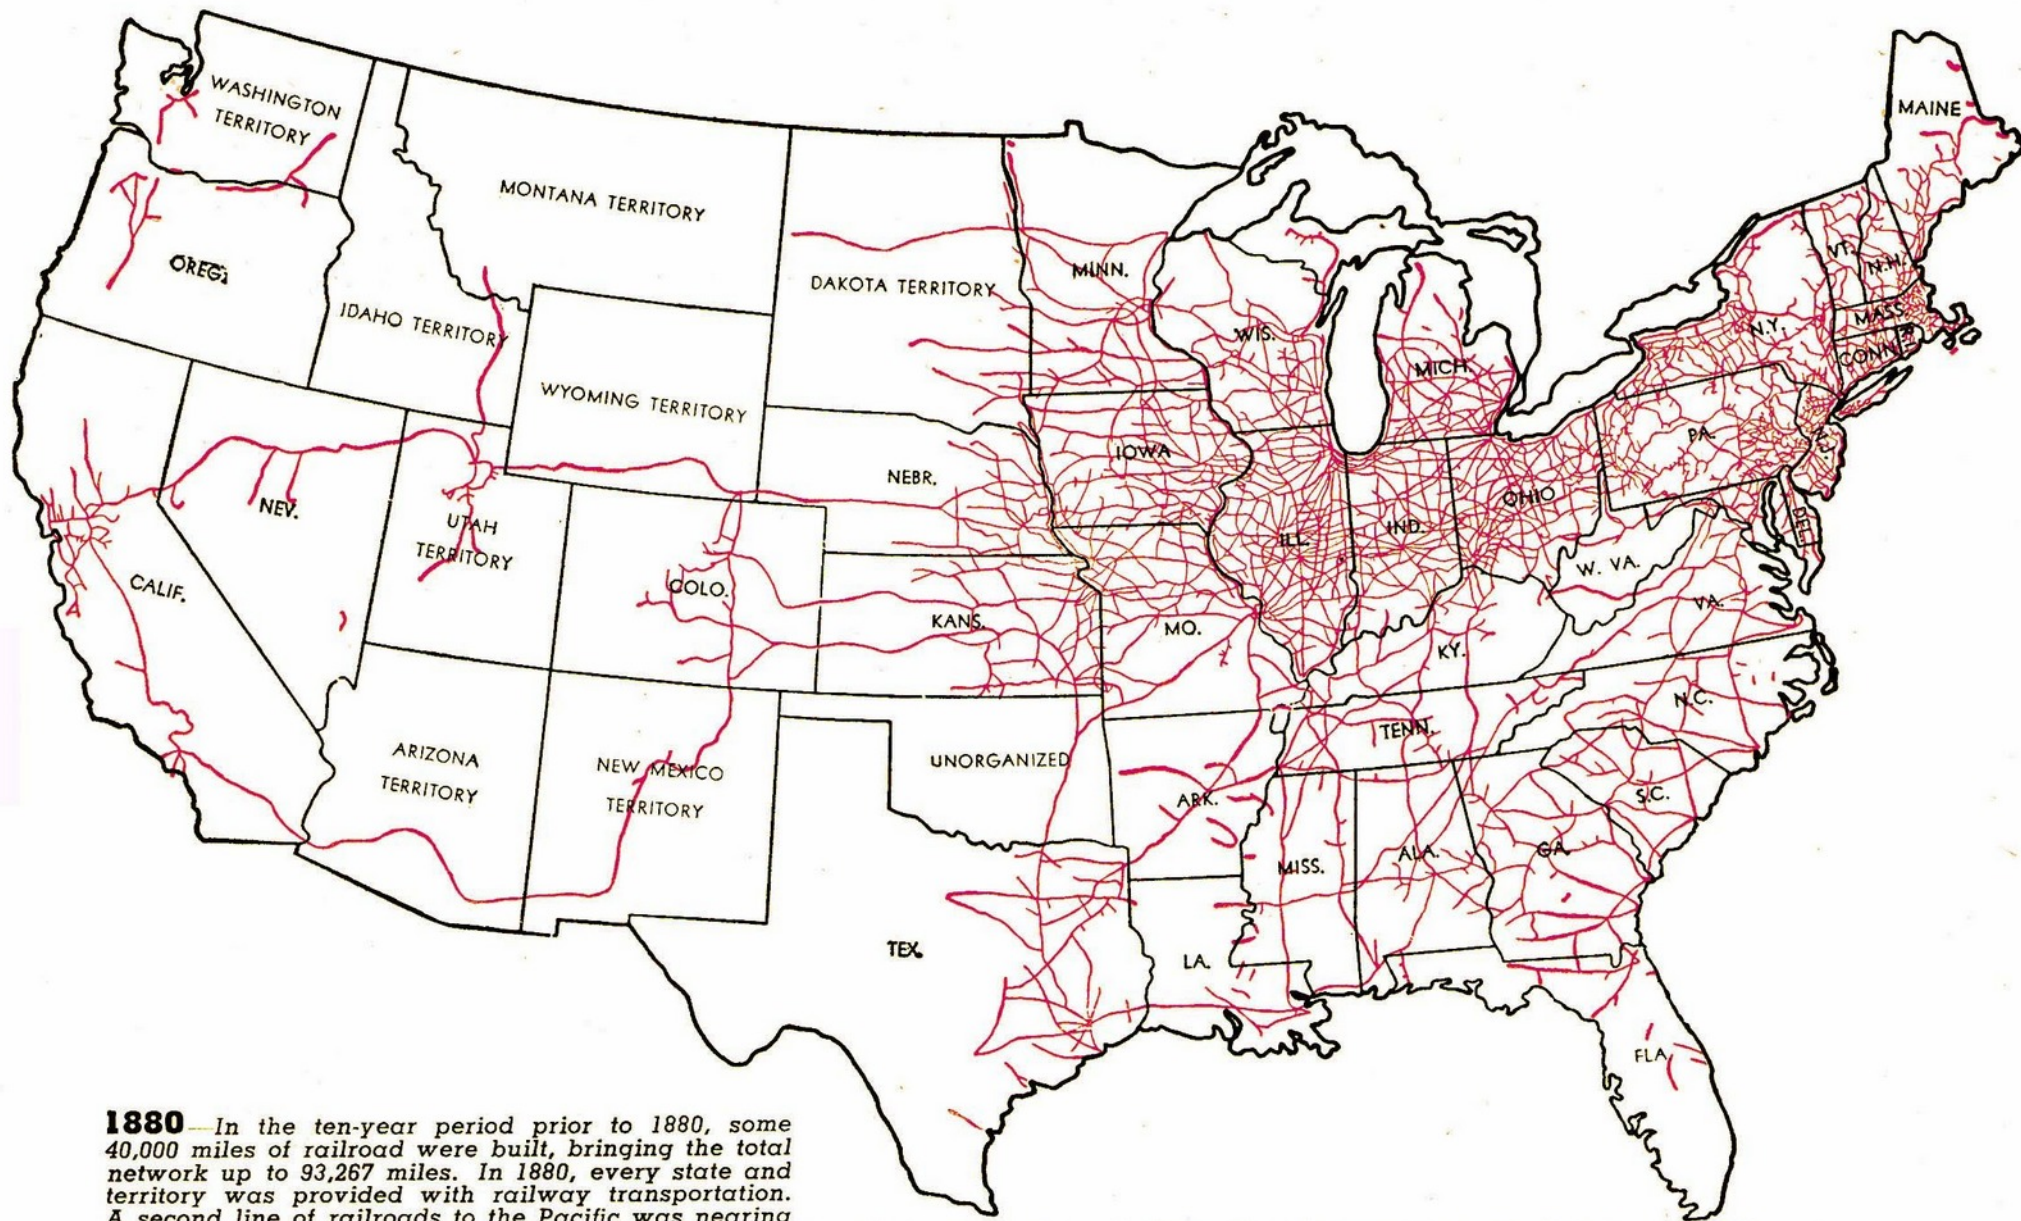 WASHINGTON
TERRITORY
MONTANA TERRITORY
OREG.
IDAHO TERRITORY
WYOMING TERRITORY
DAKOTA TERRITORY
MINN.
WIS.
MICH.
MAINE
VT.
N.H.
MASS.
CONN.
R.I.
N.Y.
PA.
N.J.
DEL.
NEBR.
IOWA
ILL.
IND.
OHIO
W. VA.
VA.
NEV.
UTAH
TERRITORY
CALIF.
COLO.
KANS.
MO.
KY.
ARIZONA
TERRITORY
NEW MEXICO
TERRITORY
UNORGANIZED
ARK.
TENN.
N.C.
S.C.
TEX.
LA.
MISS.
ALA.
GA.
FLA
1880—In the ten-year period prior to 1880, some
40,000 miles of railroad were built, bringing the total
network up to 93,267 miles. In 1880, every state and
territory was provided with railway transportation.
A second line of railroads to the Pacific was nearing